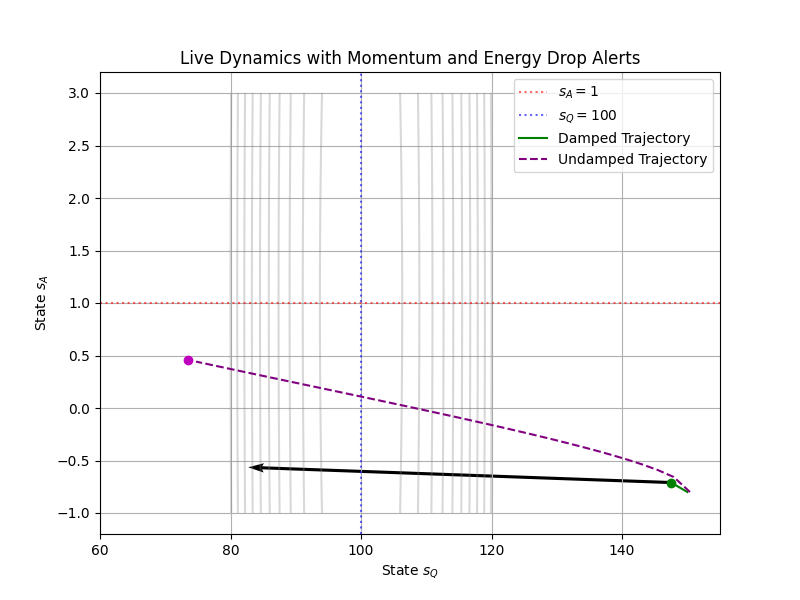 Live Dynamics with Momentum and Energy Drop Alerts
3.0
2.5
2.0
1.5
1.0
0.5
0.0
−0.5
−1.0
State s_A
s_A = 1
s_Q = 100
Damped Trajectory
Undamped Trajectory
60 80 100 120 140
State s_Q